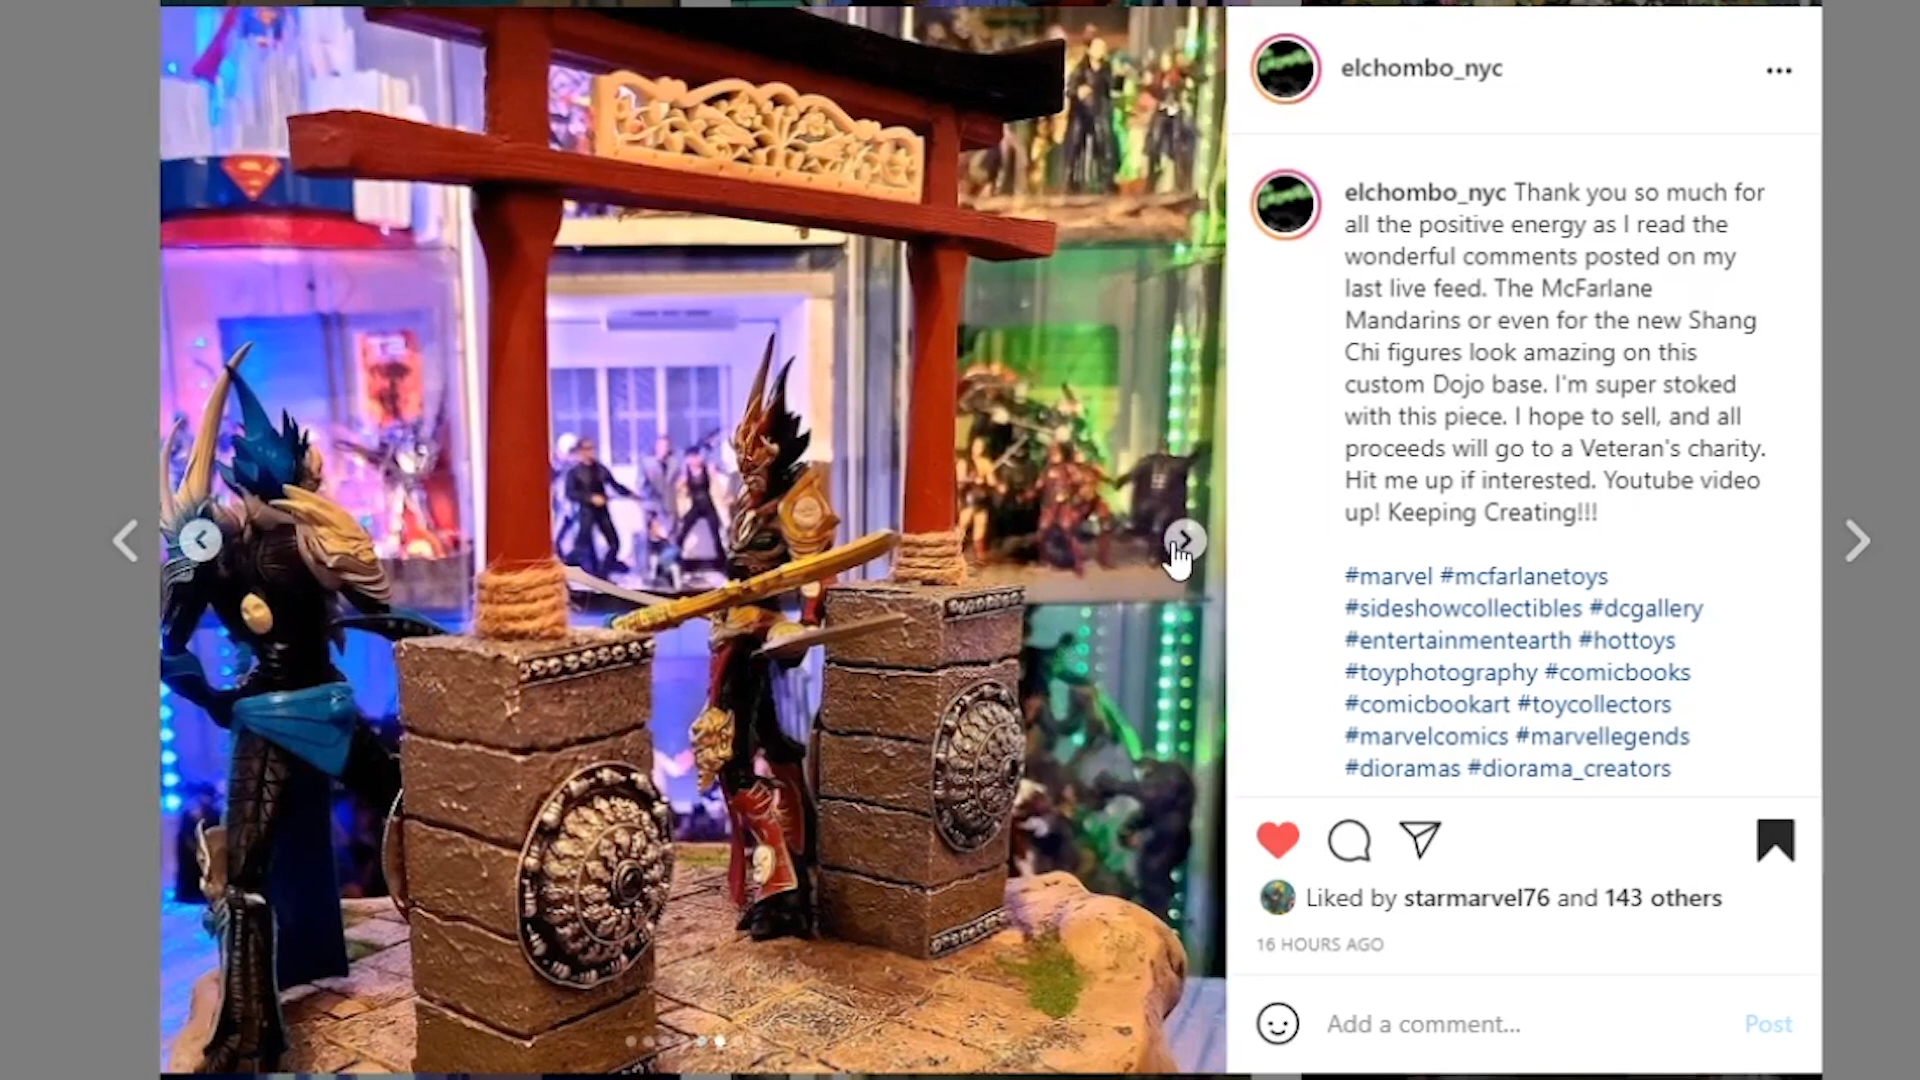 elchombo_nyc
elchombo_nyc Thank you so much for
all the positive energy as I read the
wonderful comments posted on my
last live feed. The McFarlane
Mandarins or even for the new Shang
Chi figures look amazing on this
custom Dojo base. I'm super stoked
with this piece. I hope to sell, and all
proceeds will go to a Veteran's charity.
Hit me up if interested. Youtube video
up! Keeping Creating!!!
#marvel #mcfarlanetoys
#sideshowcollectibles #dcgallery
#entertainmentearth #hottoys
#toyphotography #comicbooks
#comicbookart #toycollectors
#marvelcomics #marvellegends
#dioramas #diorama_creators
Liked by starmarvel76 and 143 others
16 HOURS AGO
Add a comment... Post